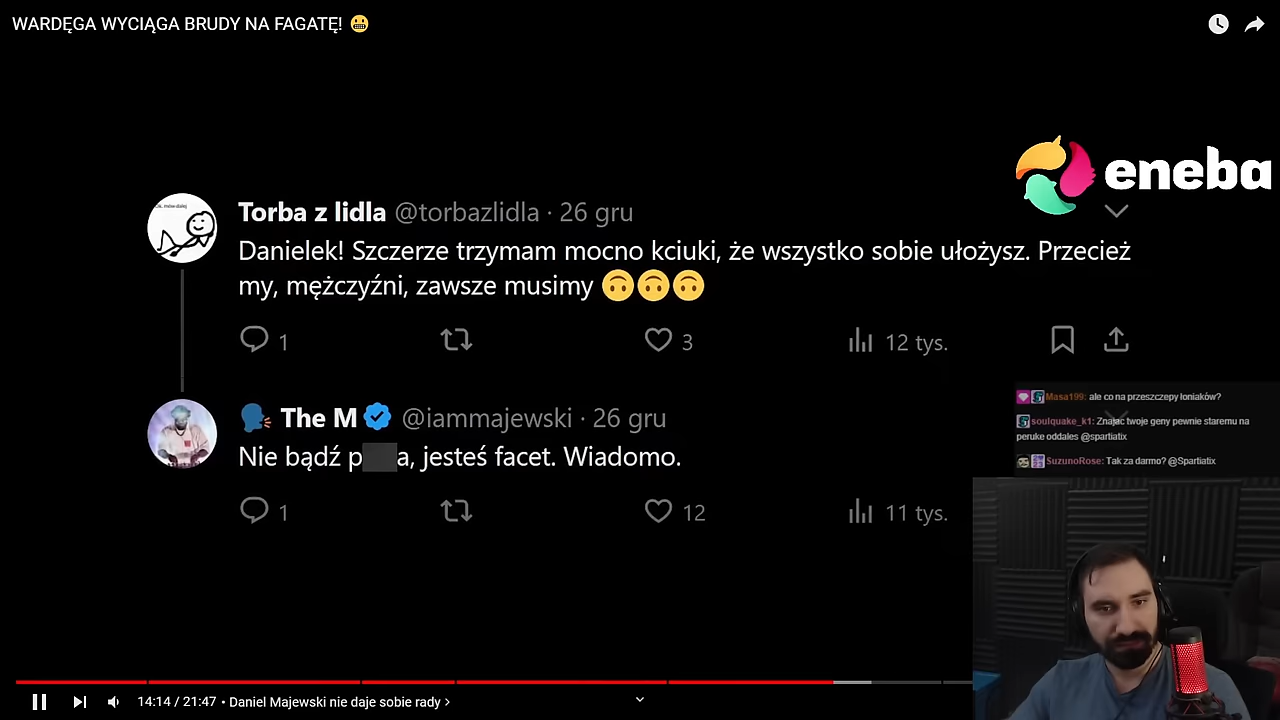 WARDĘGA WYCIĄGA BRUDY NA FAGATĘ! 😬
eneba
Torba z lidla @torbazlidla · 26 gru
Danielek! Szczerze trzymam mocno kciuki, że wszystko sobie ułożysz. Przecież
my, mężczyźni, zawsze musimy 🙃🙃🙃
1
3
12 tys.
🗣 The M @iammajewski · 26 gru
Nie bądź p a, jesteś facet. Wiadomo.
1
12
11 tys.
Masa199: ale co na przeszczepy łoniaków?
soulquake_k1: Znając twoje geny pewnie staremu na
peruke oddales @spartiatix
SuzunoRose: Tak za darmo? @Spartiatix
14:14 / 21:47 • Daniel Majewski nie daje sobie rady ›